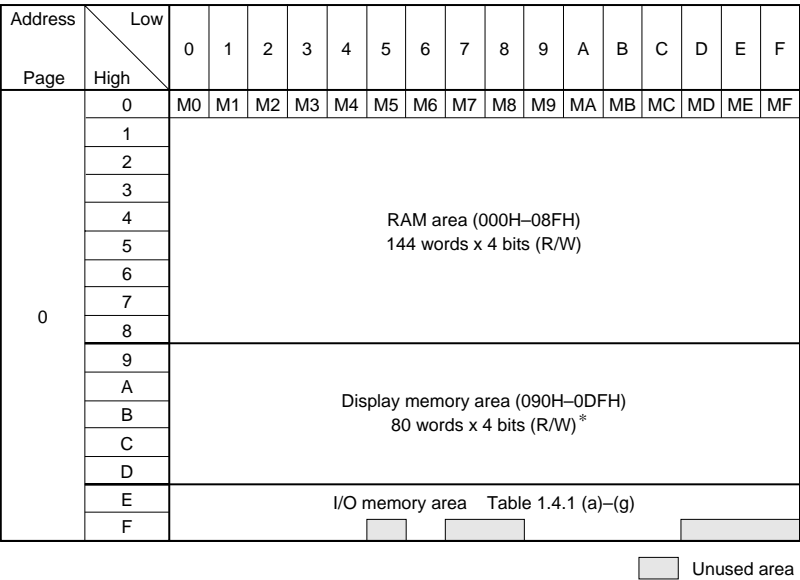 Address Low
0 1 2 3 4 5 6 7 8 9 A B C D E F
Page High
0 M0 M1 M2 M3 M4 M5 M6 M7 M8 M9 MA MB MC MD ME MF
1
2
3
4 RAM area (000H–08FH)
5 144 words x 4 bits (R/W)
6
7
0
8
9
A
Display memory area (090H–0DFH)
B
80 words x 4 bits (R/W)*
C
D
E I/O memory area Table 1.4.1 (a)–(g)
F
Unused area